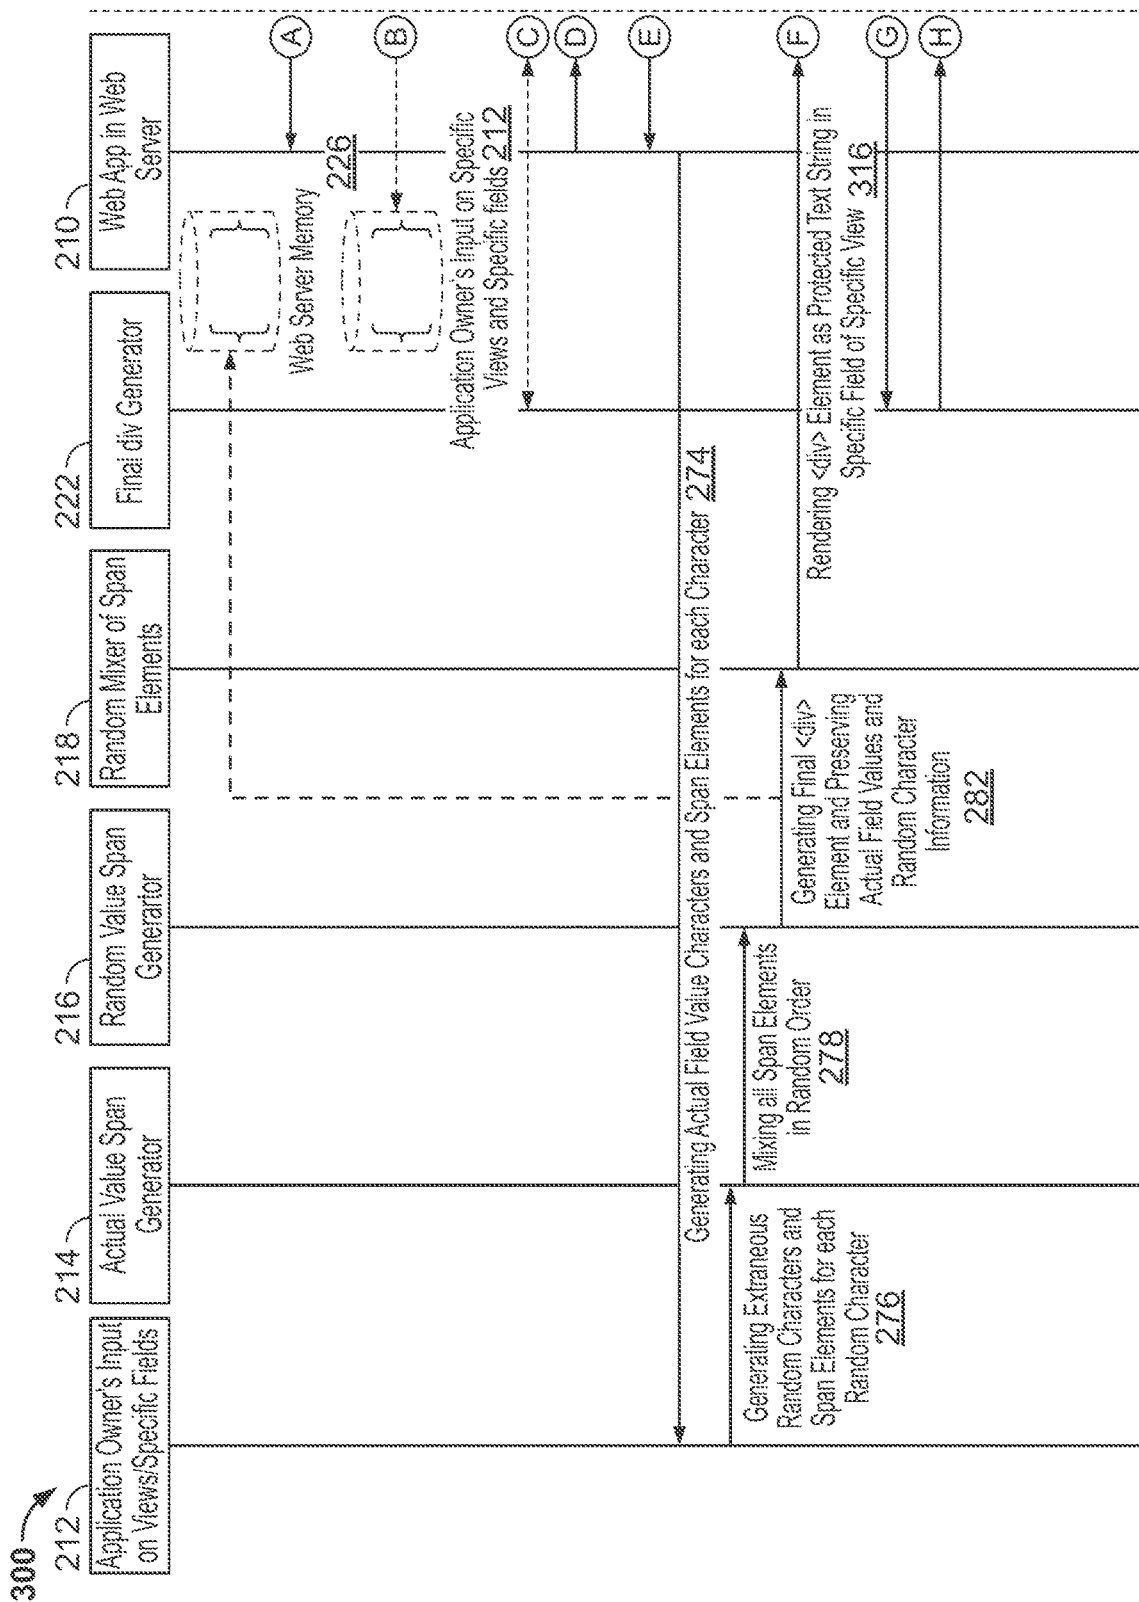 300
212
Application Owner's Input
on Views/Specific Fields
214
Actual Value Span
Generator
216
Random Value Span
Generartor
218
Random Mixer of Span
Elements
222
Final div Generator
210
Web App in Web
Server
A
Web Server Memory
226
B
Application Owner's Input on Specific
Views and Specific fields 212
C
D
E
Generating Actual Field Value Characters and Span Elements for each Character 274
Generating Extraneous
Random Characters and
Span Elements for each
Random Character
276
Mixing all Span Elements
in Random Order
278
Generating Final <div>
Element and Preserving
Actual Field Values and
Random Character
Information
282
F
Rendering <div> Element as Protected Text String in
Specific Field of Specific View 316
G
H